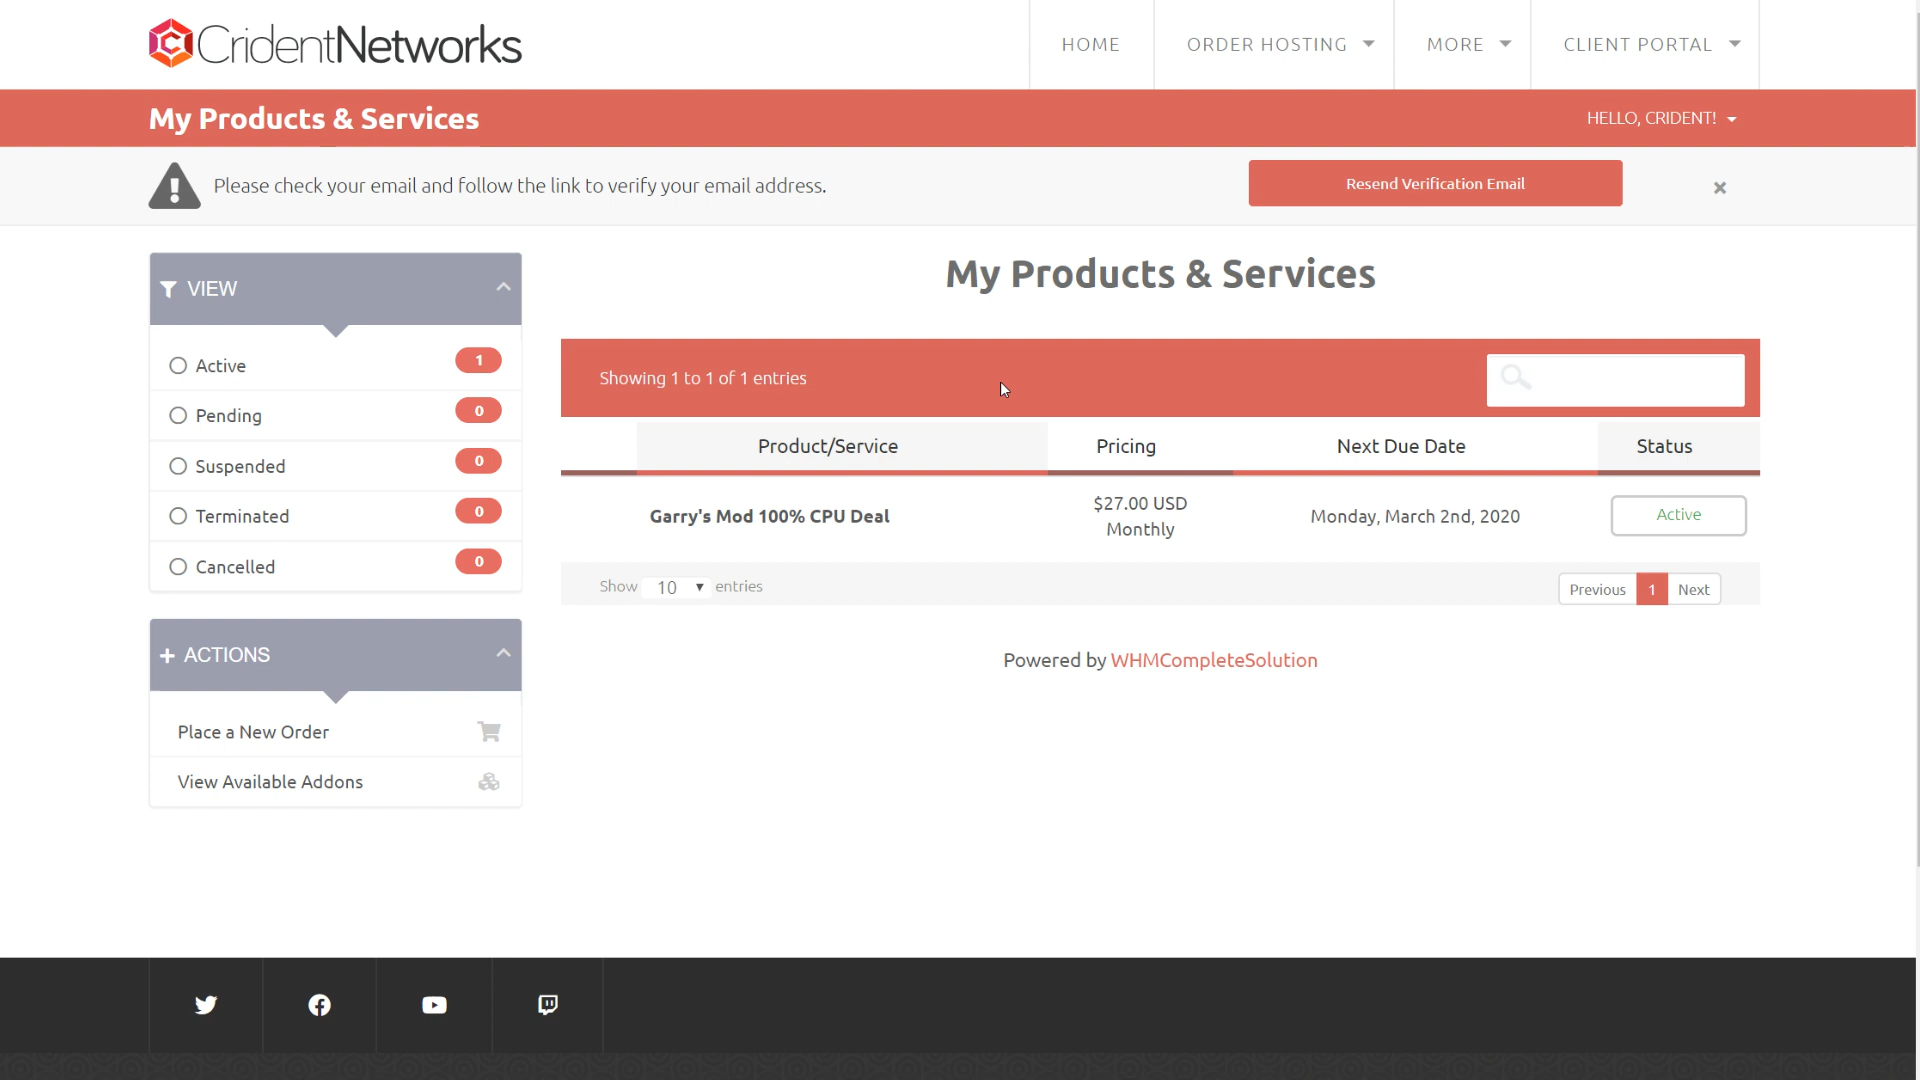 CridentNetworks
HOME
ORDER HOSTING
MORE
CLIENT PORTAL
My Products & Services
HELLO, CRIDENT!
Please check your email and follow the link to verify your email address.
Resend Verification Email
×
VIEW
Active 1
Pending 0
Suspended 0
Terminated 0
Cancelled 0
ACTIONS
Place a New Order
View Available Addons
My Products & Services
Showing 1 to 1 of 1 entries
Product/Service Pricing Next Due Date Status
Garry's Mod 100% CPU Deal
$27.00 USD
Monthly
Monday, March 2nd, 2020
Active
Show 10 entries
Previous 1 Next
Powered by WHMCompleteSolution